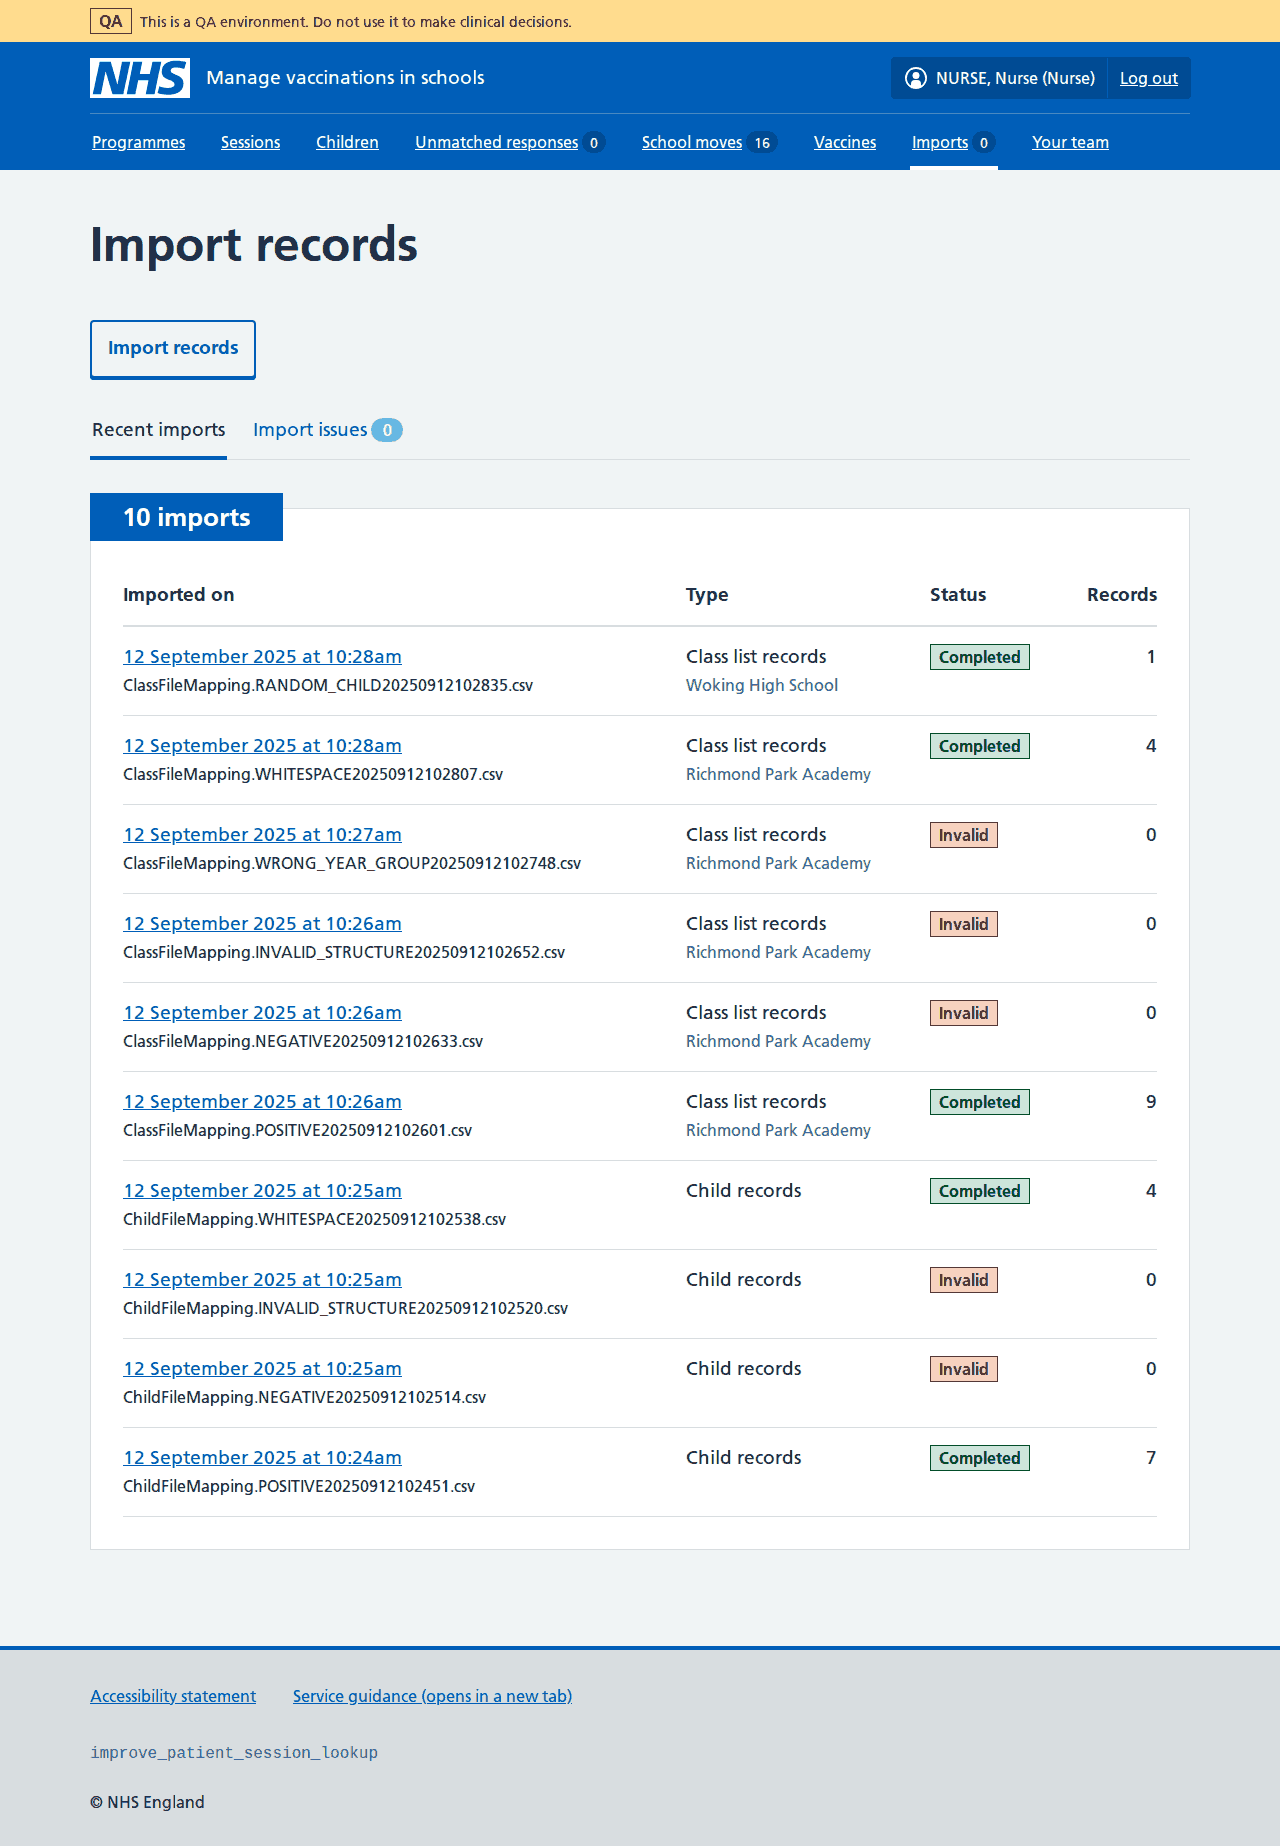 QA This is a QA environment. Do not use it to make clinical decisions.
NHS Manage vaccinations in schools NURSE, Nurse (Nurse) Log out
Programmes Sessions Children Unmatched responses 0 School moves 16 Vaccines Imports 0 Your team
Import records
Import records
Recent imports Import issues 0
10 imports
Imported on Type Status Records
12 September 2025 at 10:28am Class list records Completed 1
ClassFileMapping.RANDOM_CHILD20250912102835.csv Woking High School
12 September 2025 at 10:28am Class list records Completed 4
ClassFileMapping.WHITESPACE20250912102807.csv Richmond Park Academy
12 September 2025 at 10:27am Class list records Invalid 0
ClassFileMapping.WRONG_YEAR_GROUP20250912102748.csv Richmond Park Academy
12 September 2025 at 10:26am Class list records Invalid 0
ClassFileMapping.INVALID_STRUCTURE20250912102652.csv Richmond Park Academy
12 September 2025 at 10:26am Class list records Invalid 0
ClassFileMapping.NEGATIVE20250912102633.csv Richmond Park Academy
12 September 2025 at 10:26am Class list records Completed 9
ClassFileMapping.POSITIVE20250912102601.csv Richmond Park Academy
12 September 2025 at 10:25am Child records Completed 4
ChildFileMapping.WHITESPACE20250912102538.csv
12 September 2025 at 10:25am Child records Invalid 0
ChildFileMapping.INVALID_STRUCTURE20250912102520.csv
12 September 2025 at 10:25am Child records Invalid 0
ChildFileMapping.NEGATIVE20250912102514.csv
12 September 2025 at 10:24am Child records Completed 7
ChildFileMapping.POSITIVE20250912102451.csv
Accessibility statement Service guidance (opens in a new tab)
improve_patient_session_lookup
© NHS England